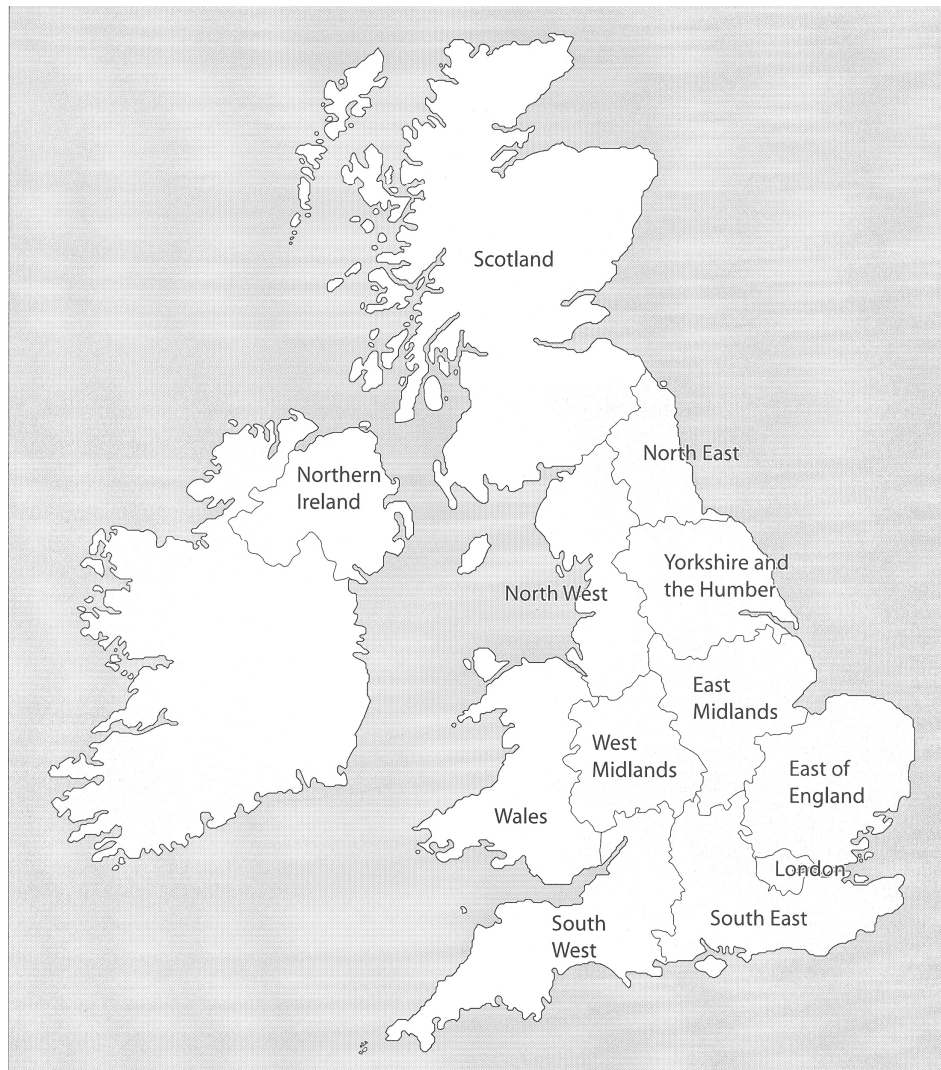 Scotland
North East
Northern
Ireland
Yorkshire and
the Humber
North West
East
Midlands
West
Midlands
East of
England
Wales
London
South East
South
West